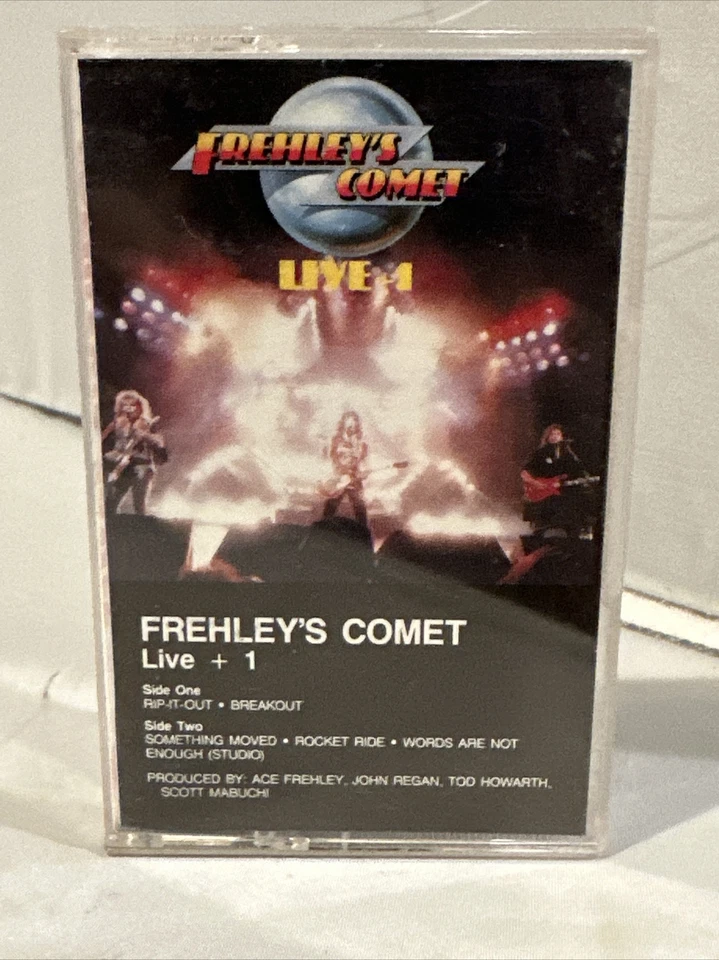 FREHLEY'S
COMET
LIVE+1
FREHLEY'S COMET
Live + 1
Side One
RIP-IT-OUT • BREAKOUT
Side Two
SOMETHING MOVED • ROCKET RIDE • WORDS ARE NOT
ENOUGH (STUDIO)
PRODUCED BY: ACE FREHLEY, JOHN REGAN, TOD HOWARTH,
SCOTT MABUCHI